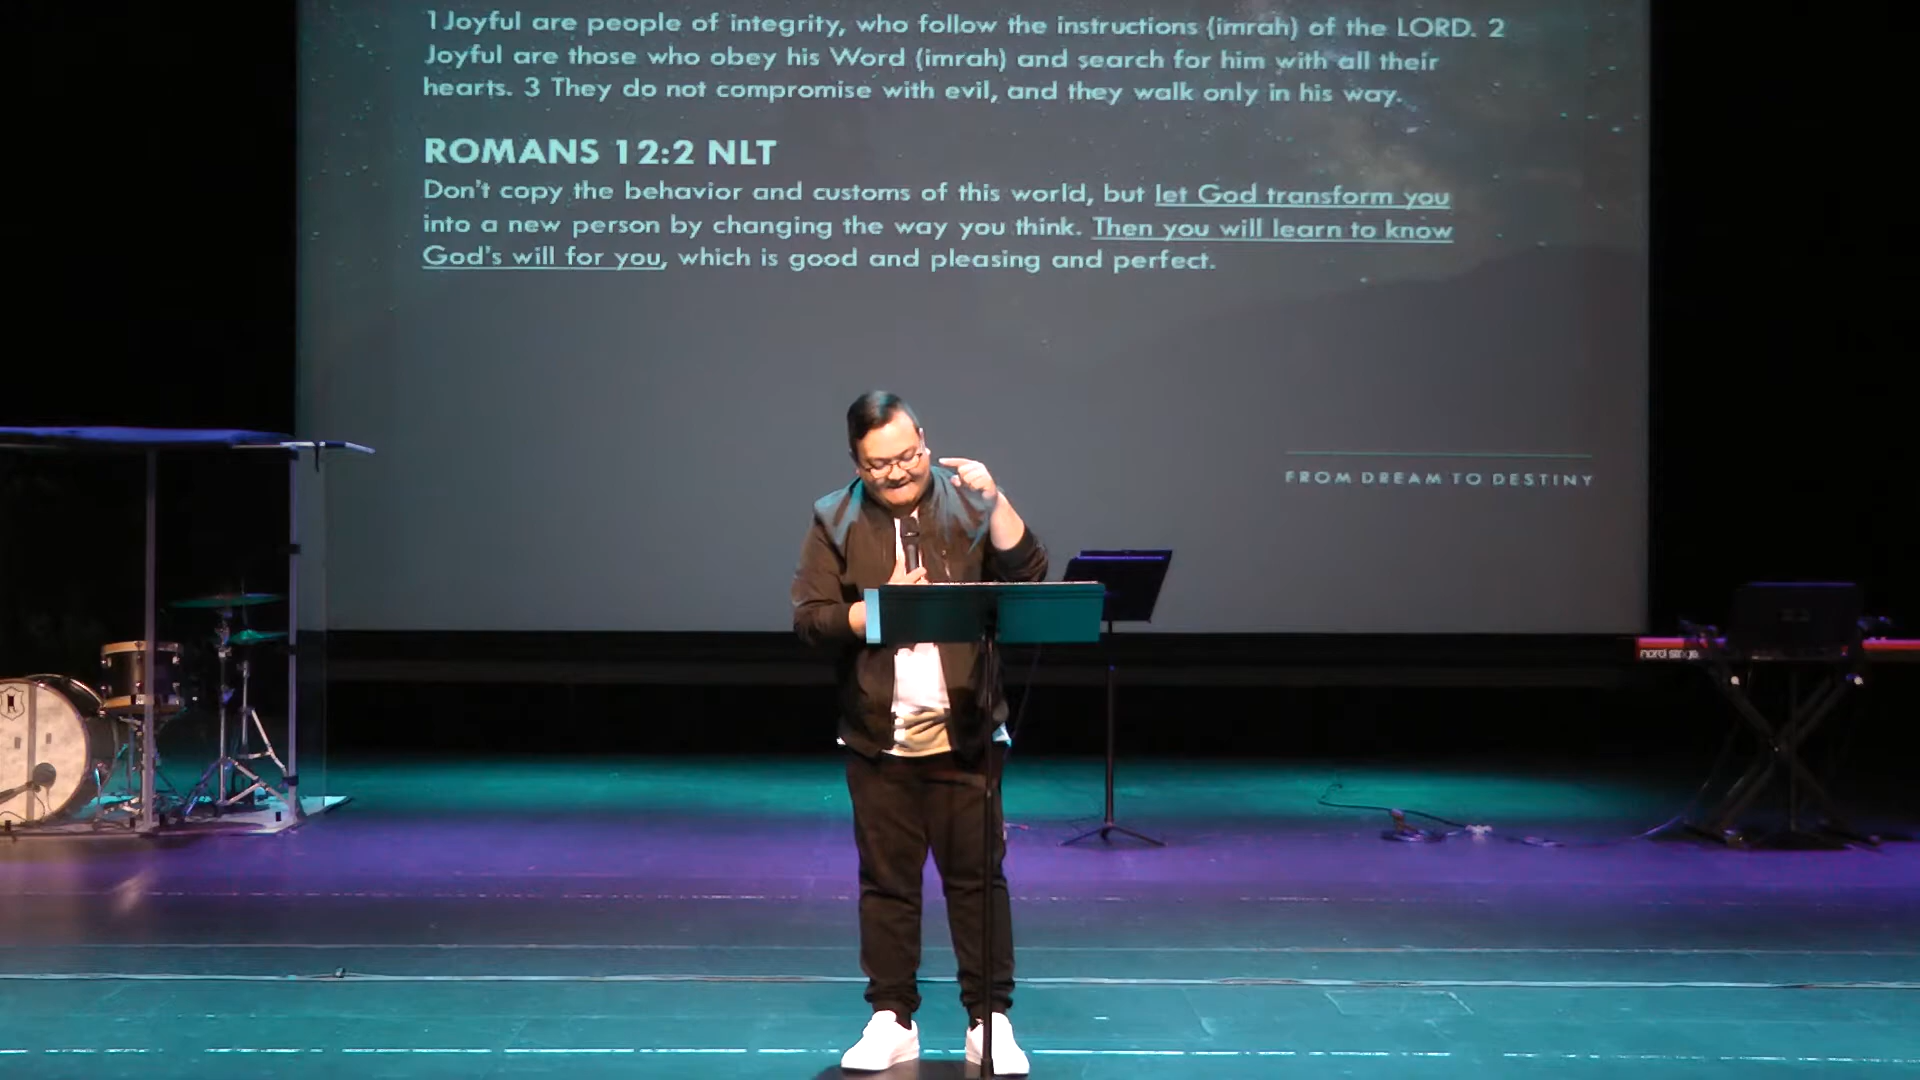 1 Joyful are people of integrity, who follow the instructions (imrah) of the LORD. 2
Joyful are those who obey his Word (imrah) and search for him with all their
hearts. 3 They do not compromise with evil, and they walk only in his way.
ROMANS 12:2 NLT
Don't copy the behavior and customs of this world, but let God transform you
into a new person by changing the way you think. Then you will learn to know
God's will for you, which is good and pleasing and perfect.
FROM DREAM TO DESTINY
nord stage